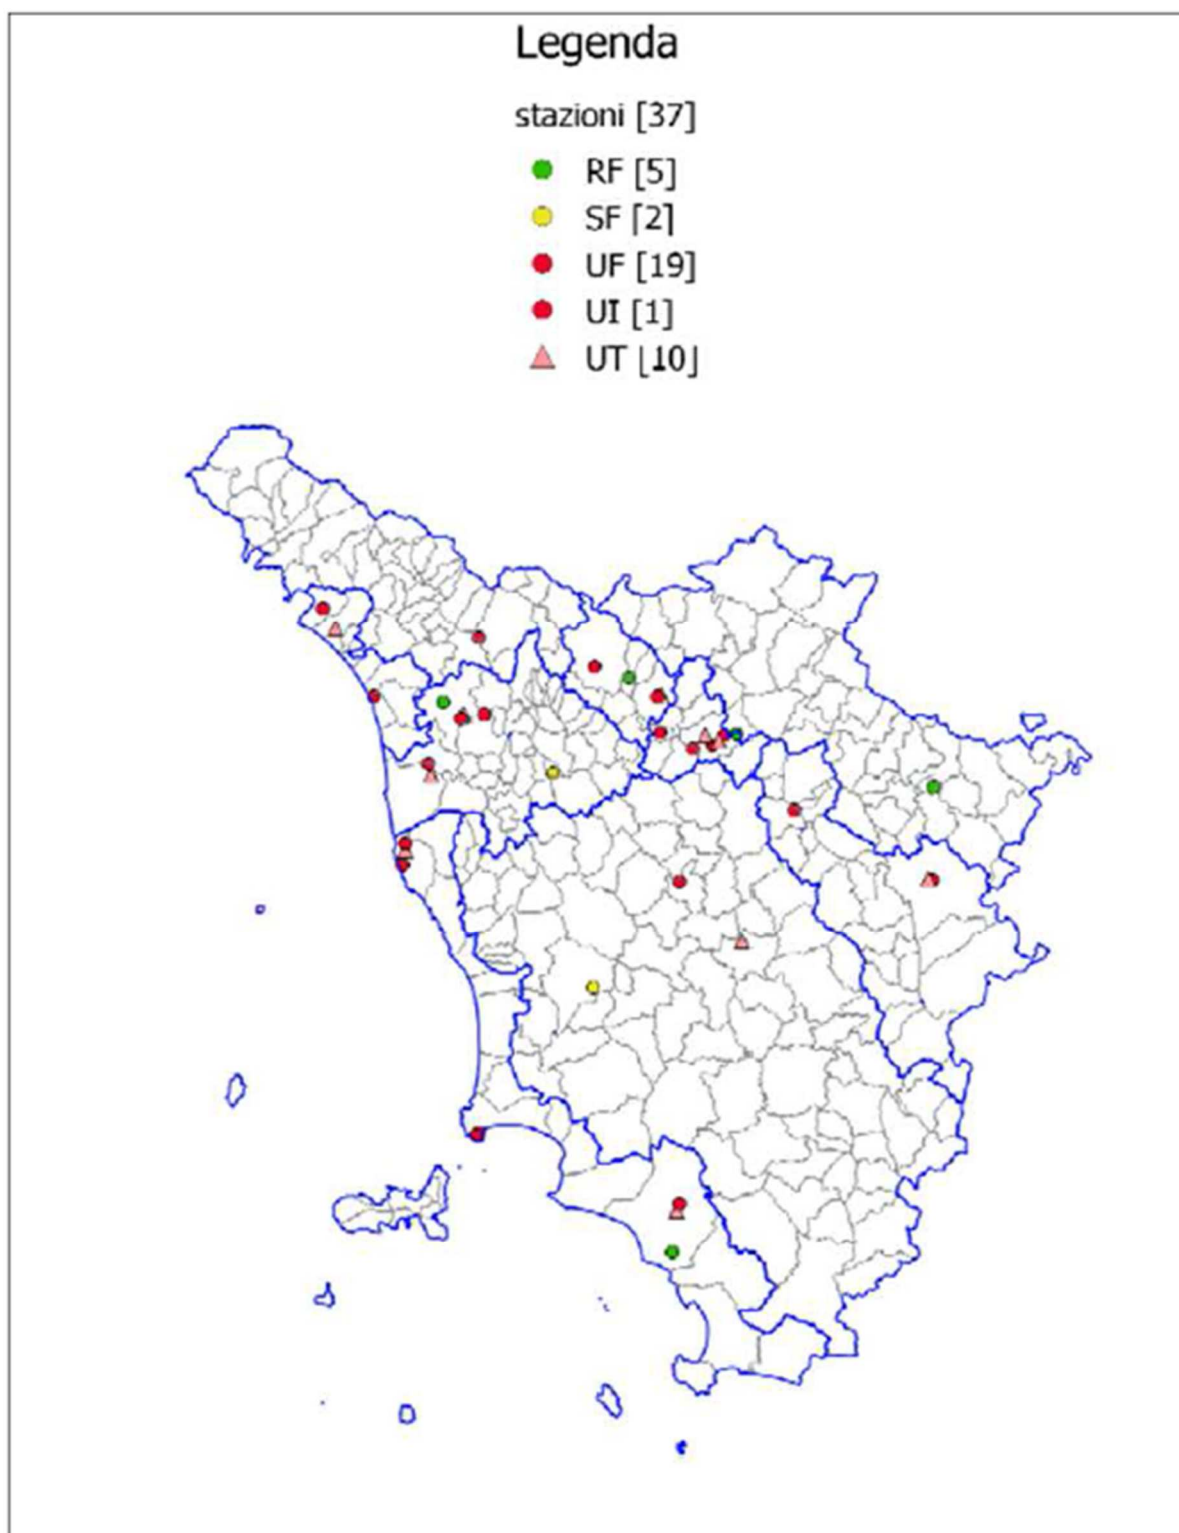 Legenda
stazioni [37]
RF [5]
SF [2]
UF [19]
UI [1]
UT [10]